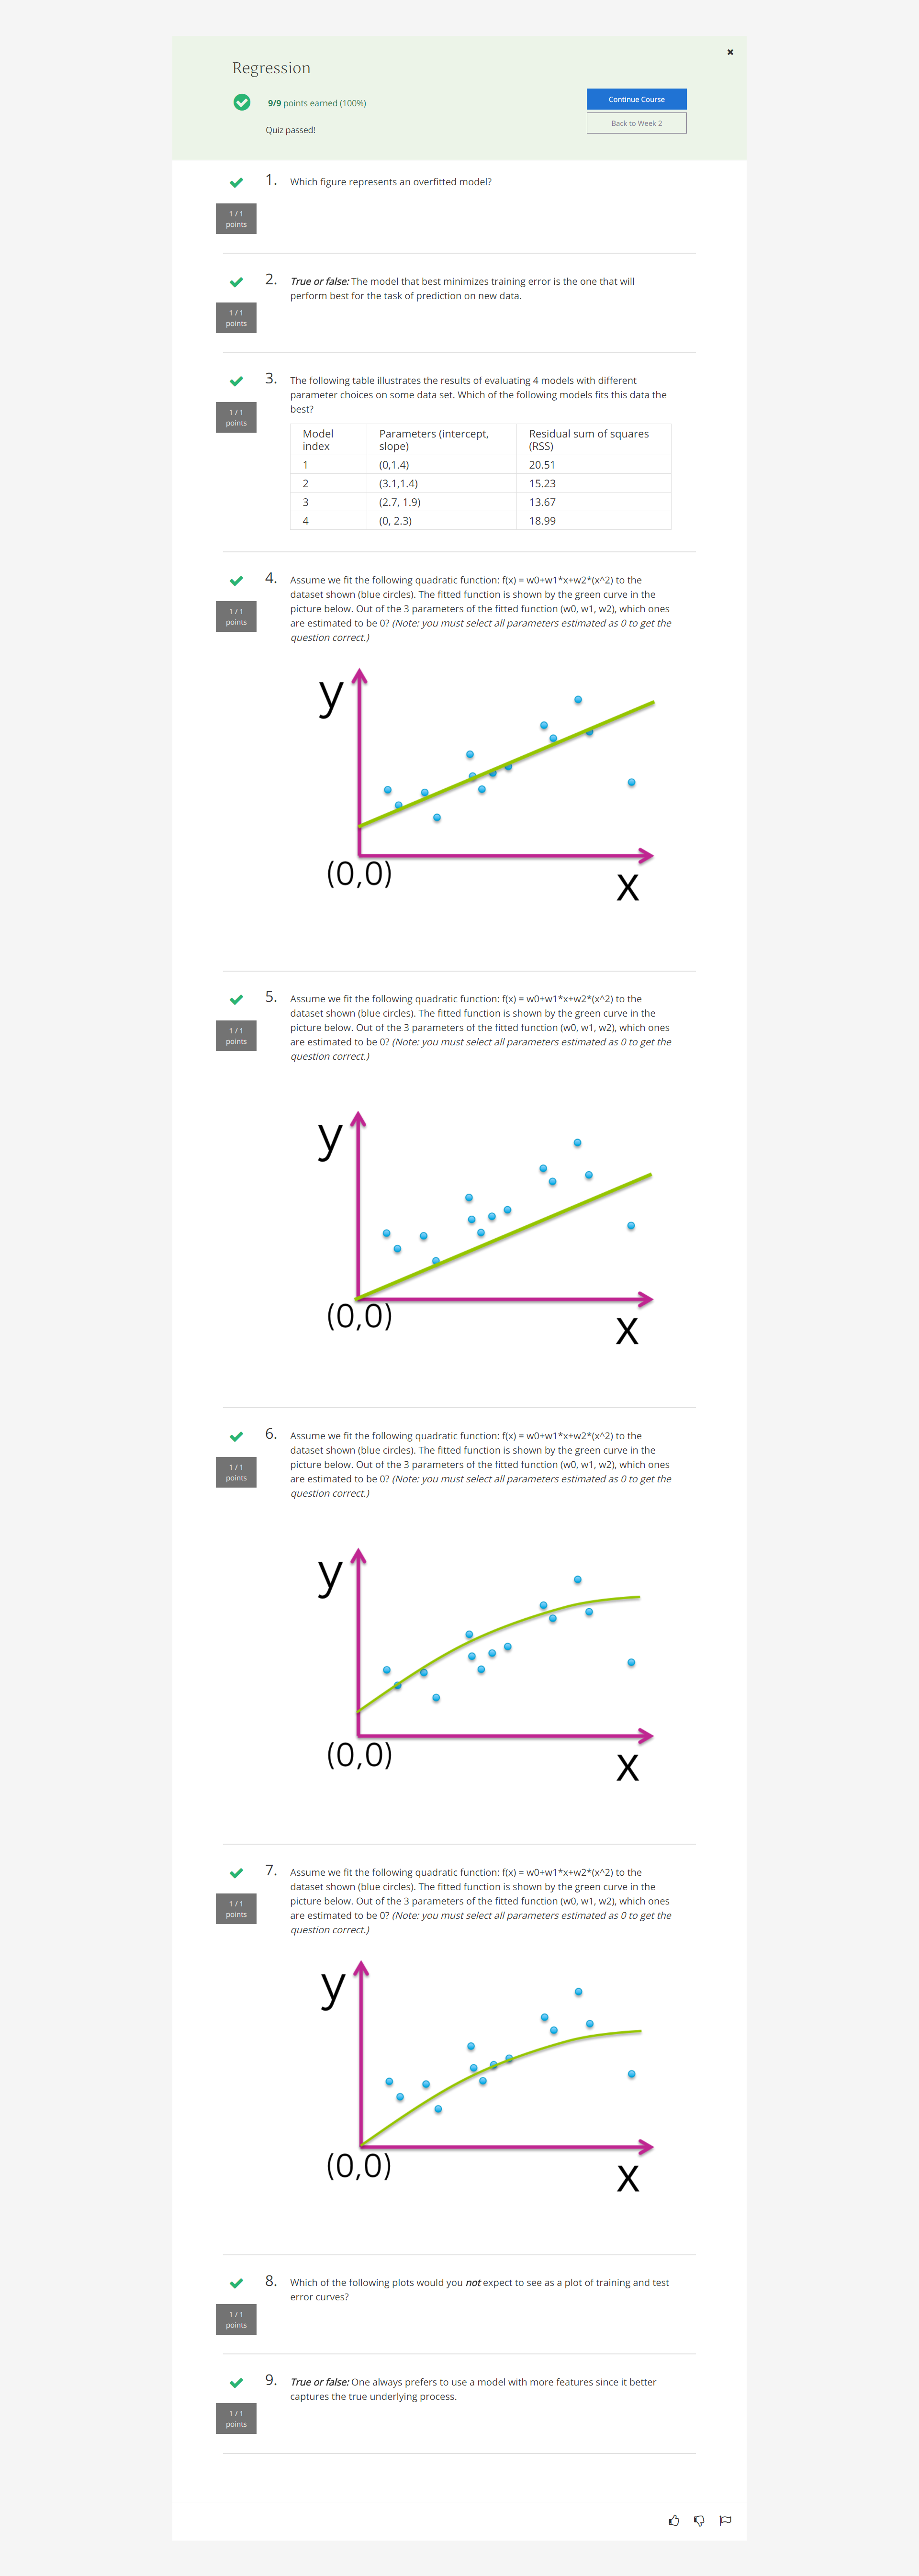 Regression
9/9 points earned (100%)
Quiz passed!
Continue Course
Back to Week 2
1 / 1
points
1. Which figure represents an overfitted model?
1 / 1
points
2. True or false: The model that best minimizes training error is the one that will
perform best for the task of prediction on new data.
1 / 1
points
3. The following table illustrates the results of evaluating 4 models with different
parameter choices on some data set. Which of the following models fits this data the
best?
Model index Parameters (intercept, slope) Residual sum of squares (RSS)
1 (0,1.4) 20.51
2 (3.1,1.4) 15.23
3 (2.7, 1.9) 13.67
4 (0, 2.3) 18.99
1 / 1
points
4. Assume we fit the following quadratic function: f(x) = w0+w1*x+w2*(x^2) to the
dataset shown (blue circles). The fitted function is shown by the green curve in the
picture below. Out of the 3 parameters of the fitted function (w0, w1, w2), which ones
are estimated to be 0? (Note: you must select all parameters estimated as 0 to get the
question correct.)
y
(0,0)
x
1 / 1
points
5. Assume we fit the following quadratic function: f(x) = w0+w1*x+w2*(x^2) to the
dataset shown (blue circles). The fitted function is shown by the green curve in the
picture below. Out of the 3 parameters of the fitted function (w0, w1, w2), which ones
are estimated to be 0? (Note: you must select all parameters estimated as 0 to get the
question correct.)
y
(0,0)
x
1 / 1
points
6. Assume we fit the following quadratic function: f(x) = w0+w1*x+w2*(x^2) to the
dataset shown (blue circles). The fitted function is shown by the green curve in the
picture below. Out of the 3 parameters of the fitted function (w0, w1, w2), which ones
are estimated to be 0? (Note: you must select all parameters estimated as 0 to get the
question correct.)
y
(0,0)
x
1 / 1
points
7. Assume we fit the following quadratic function: f(x) = w0+w1*x+w2*(x^2) to the
dataset shown (blue circles). The fitted function is shown by the green curve in the
picture below. Out of the 3 parameters of the fitted function (w0, w1, w2), which ones
are estimated to be 0? (Note: you must select all parameters estimated as 0 to get the
question correct.)
y
(0,0)
x
1 / 1
points
8. Which of the following plots would you not expect to see as a plot of training and test
error curves?
1 / 1
points
9. True or false: One always prefers to use a model with more features since it better
captures the true underlying process.
1 / 1
points